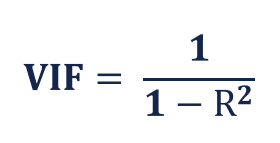 VIF = 1 / 1 − R²